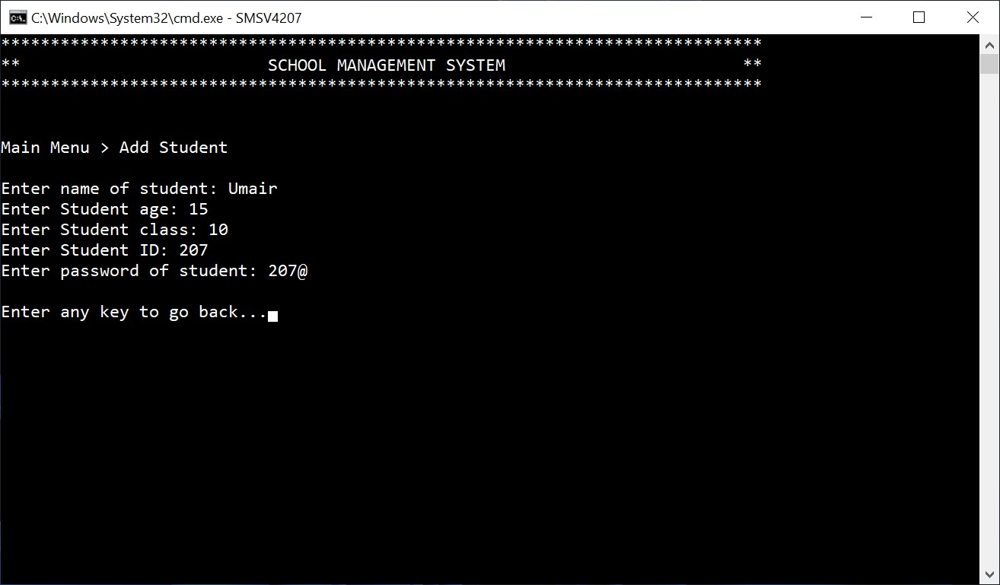 C:\Windows\System32\cmd.exe - SMSV4207
*****************************************************************************
** SCHOOL MANAGEMENT SYSTEM **
*****************************************************************************
Main Menu > Add Student
Enter name of student: Umair
Enter Student age: 15
Enter Student class: 10
Enter Student ID: 207
Enter password of student: 207@
Enter any key to go back...